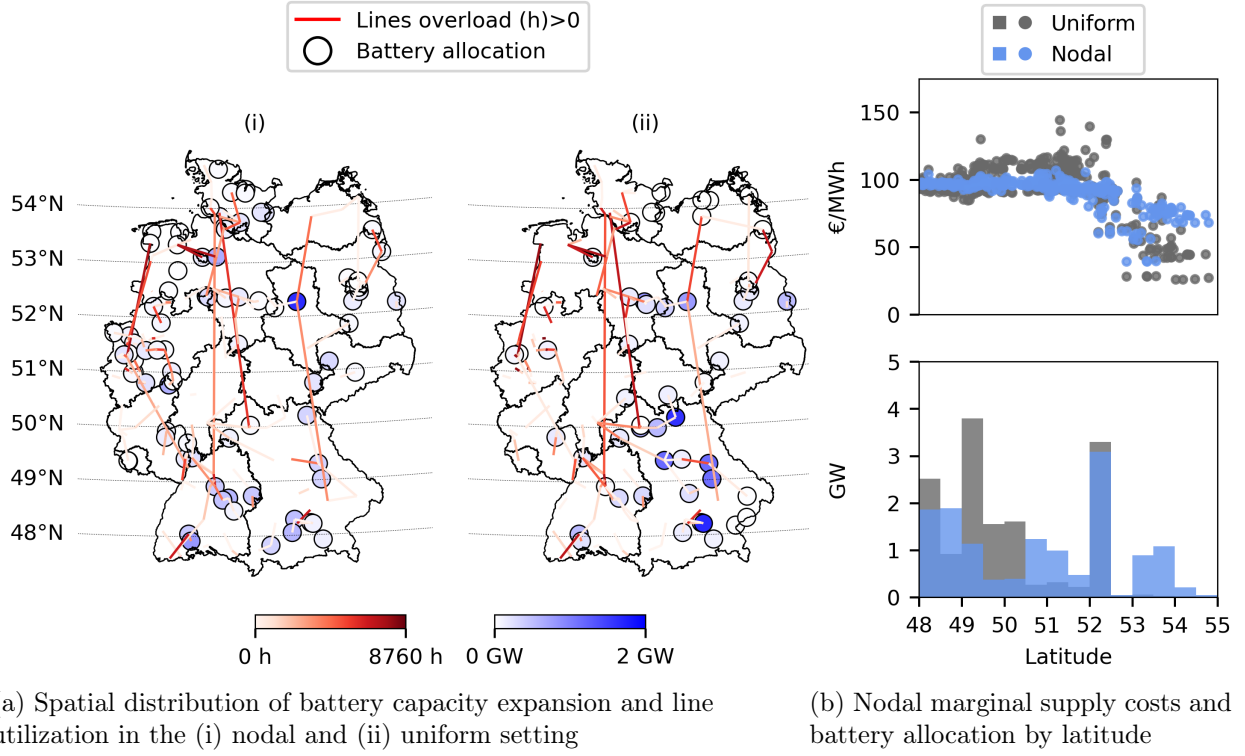 Lines overload (h)>0
Battery allocation
(i)
(ii)
54°N
53°N
52°N
51°N
50°N
49°N
48°N
0 h
8760 h
0 GW
2 GW
a) Spatial distribution of battery capacity expansion and line
utilization in the (i) nodal and (ii) uniform setting
Uniform
Nodal
150
100
50
0
€/MWh
5
4
3
2
1
0
GW
48 49 50 51 52 53 54 55
Latitude
(b) Nodal marginal supply costs and
battery allocation by latitude